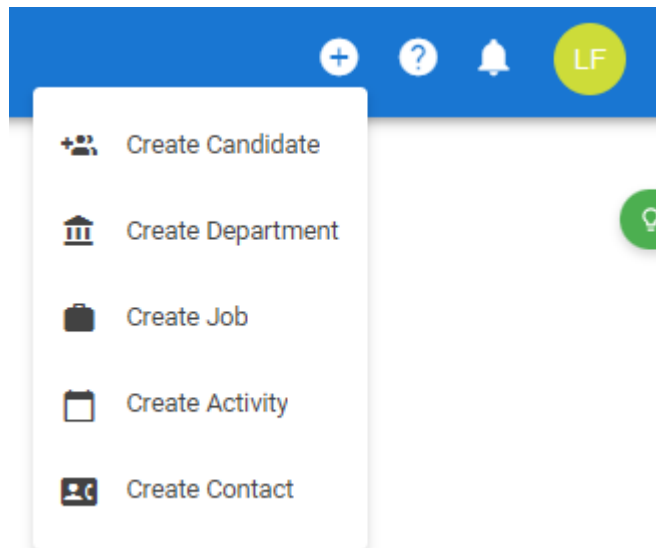 LF
Create Candidate
Create Department
Create Job
Create Activity
Create Contact